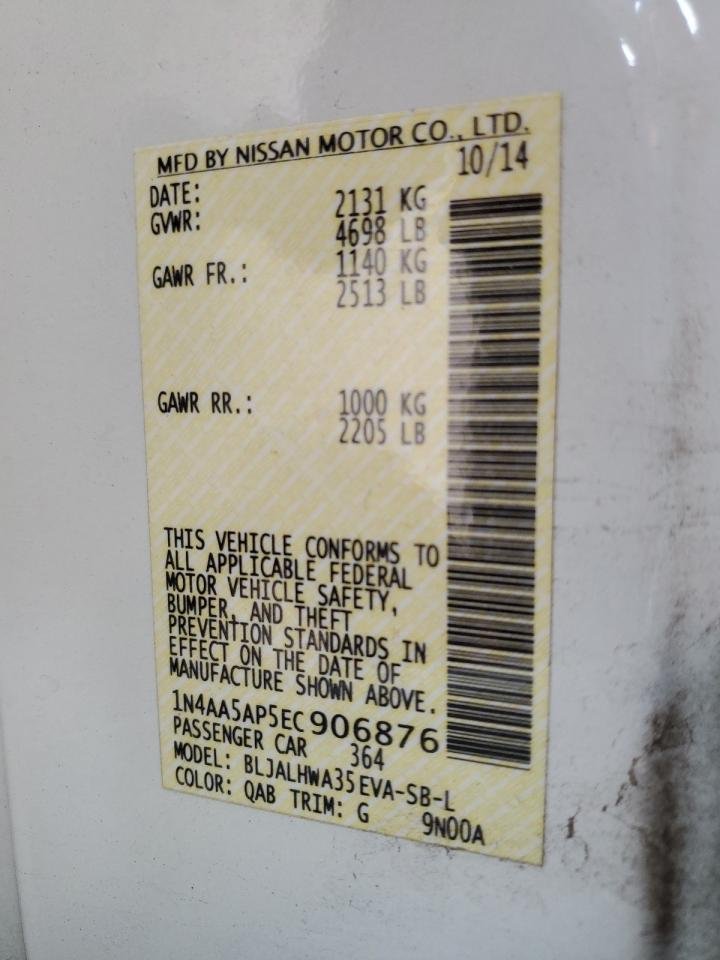 MFD BY NISSAN MOTOR CO., LTD.
DATE: 10/14
GVWR: 2131 KG
4698 LB
GAWR FR.: 1140 KG
2513 LB
GAWR RR.: 1000 KG
2205 LB
THIS VEHICLE CONFORMS TO
ALL APPLICABLE FEDERAL
MOTOR VEHICLE SAFETY,
BUMPER, AND THEFT
PREVENTION STANDARDS IN
EFFECT ON THE DATE OF
MANUFACTURE SHOWN ABOVE.
1N4AA5AP5EC906876
PASSENGER CAR 364
MODEL: BLJALHWA35EVA-SB-L
COLOR: QAB TRIM: G 9N00A